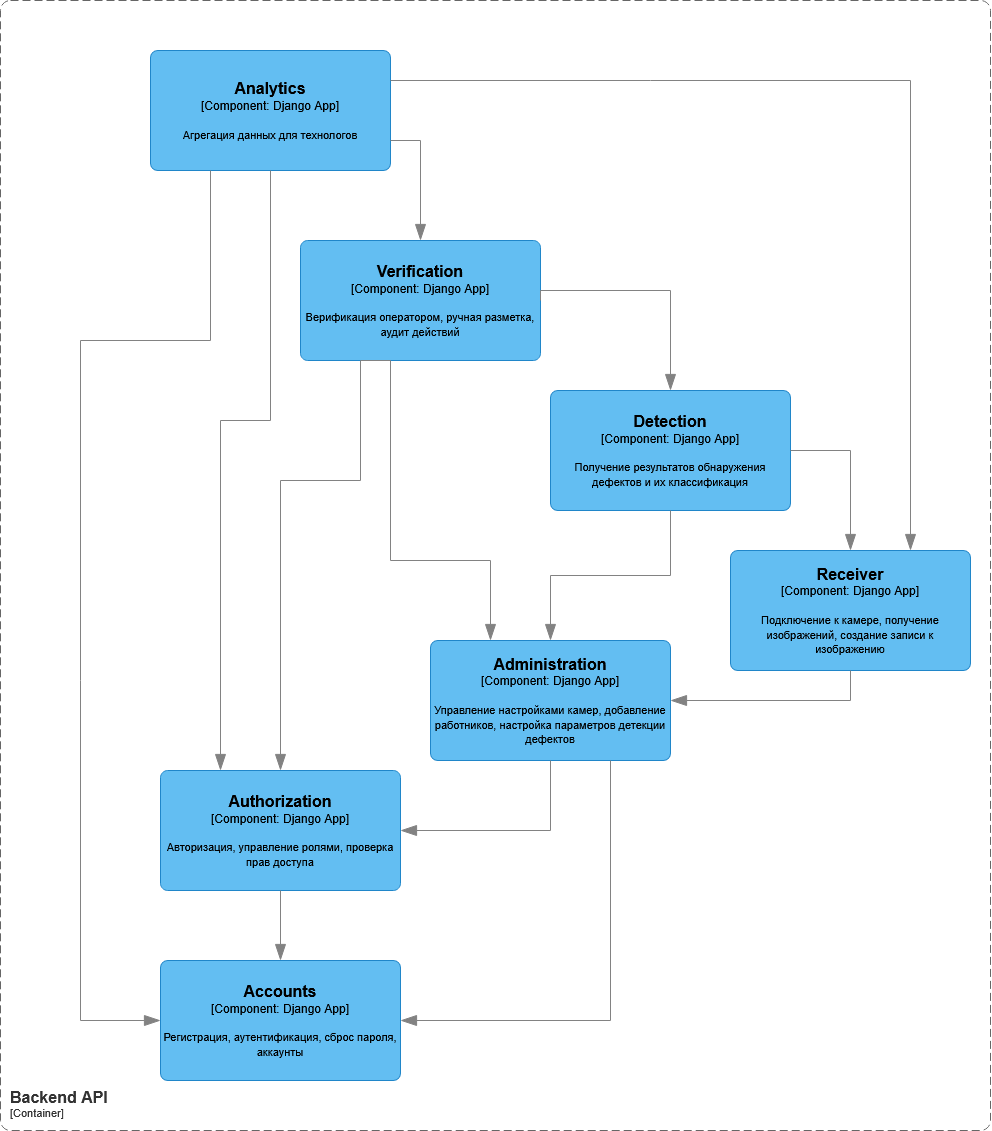 Analytics
[Component: Django App]
Агрегация данных для технологов
Verification
[Component: Django App]
Верификация оператором, ручная разметка,
аудит действий
Detection
[Component: Django App]
Получение результатов обнаружения
дефектов и их классификация
Receiver
[Component: Django App]
Подключение к камере, получение
изображений, создание записи к
изображению
Administration
[Component: Django App]
Управление настройками камер, добавление
работников, настройка параметров детекции
дефектов
Authorization
[Component: Django App]
Авторизация, управление ролями, проверка
прав доступа
Accounts
[Component: Django App]
Регистрация, аутентификация, сброс пароля,
аккаунты
Backend API
[Container]